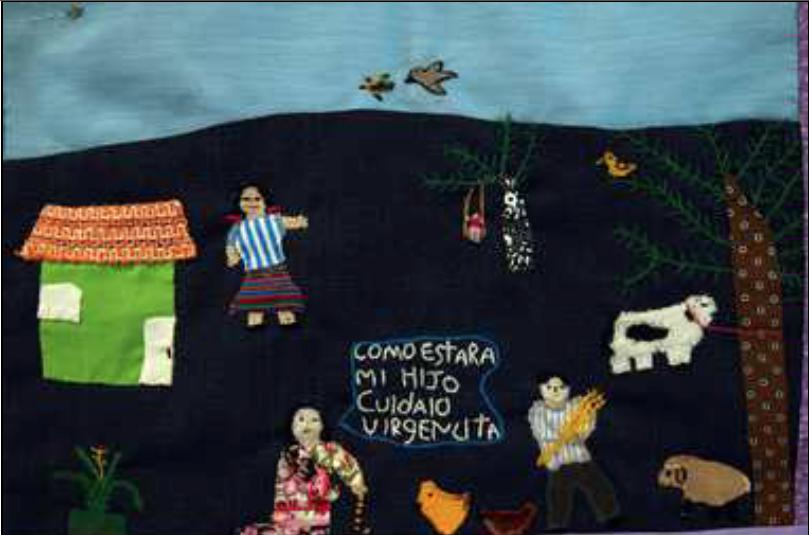 COMO ESTARA
MI HIJO
CUIDALO
VIRGENCITA